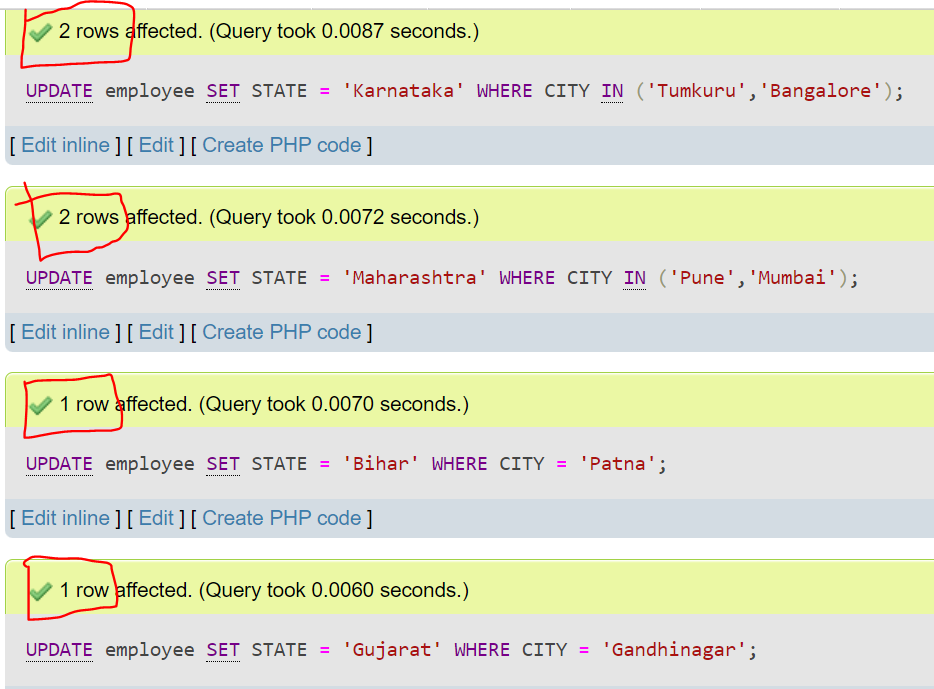 2 rows affected. (Query took 0.0087 seconds.)
UPDATE employee SET STATE = 'Karnataka' WHERE CITY IN ('Tumkuru','Bangalore');
[ Edit inline ] [ Edit ] [ Create PHP code ]
2 rows affected. (Query took 0.0072 seconds.)
UPDATE employee SET STATE = 'Maharashtra' WHERE CITY IN ('Pune','Mumbai');
[ Edit inline ] [ Edit ] [ Create PHP code ]
1 row affected. (Query took 0.0070 seconds.)
UPDATE employee SET STATE = 'Bihar' WHERE CITY = 'Patna';
[ Edit inline ] [ Edit ] [ Create PHP code ]
1 row affected. (Query took 0.0060 seconds.)
UPDATE employee SET STATE = 'Gujarat' WHERE CITY = 'Gandhinagar';